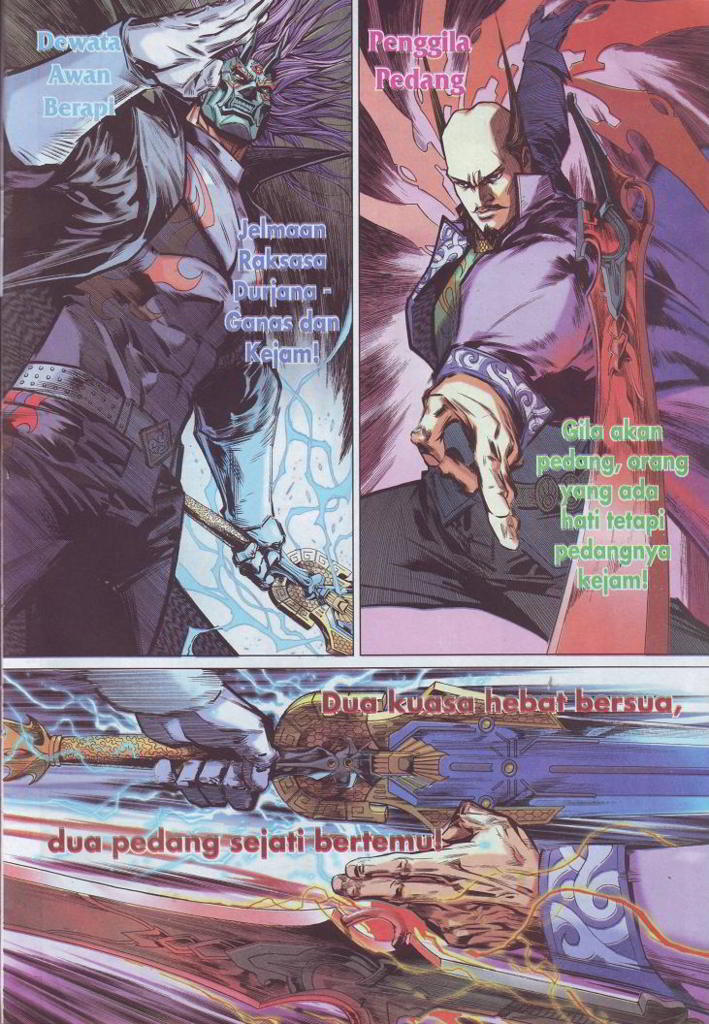 Dewata
Awan
Berapi
Jelmaan
Raksasa
Durjana -
Ganas dan
Kejam!
Penggila
Pedang
Gila akan
pedang, orang
yang ada
hati tetapi
pedangnya
kejam!
Dua kuasa hebat bersua,
dua pedang sejati bertemu!